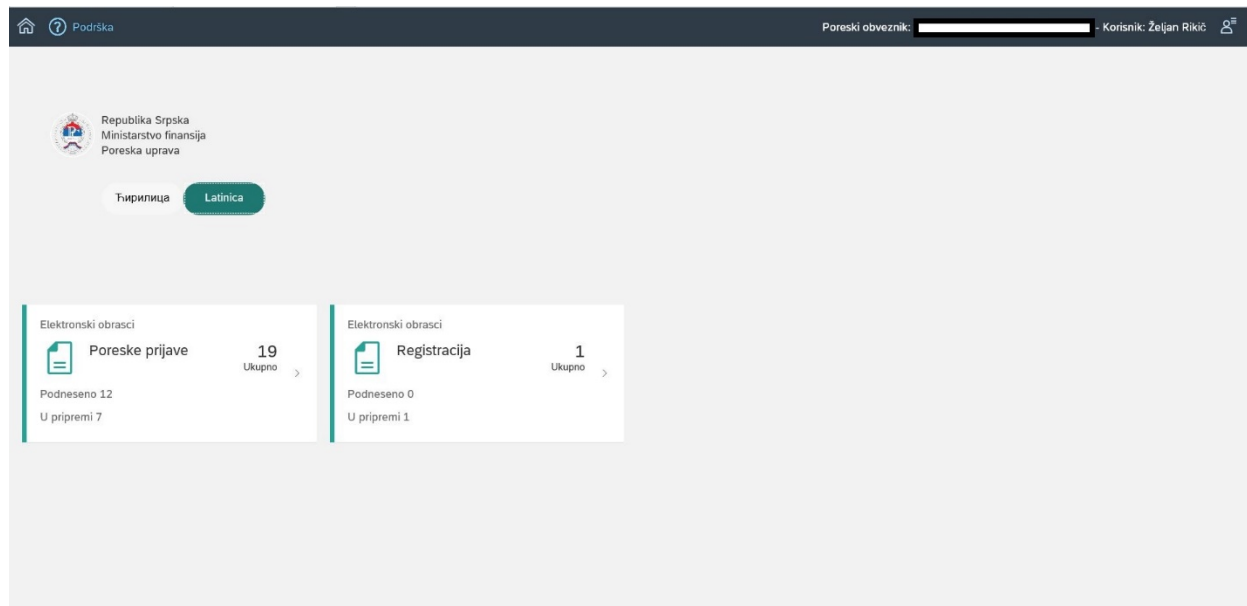 Podrška
Poreski obveznik: - Korisnik: Željan Rikič
Republika Srpska
Ministarstvo finansija
Poreska uprava
Ћирилица Latinica
Elektronski obrasci
Poreske prijave
19
Ukupno
Podneseno 12
U pripremi 7
Elektronski obrasci
Registracija
1
Ukupno
Podneseno 0
U pripremi 1